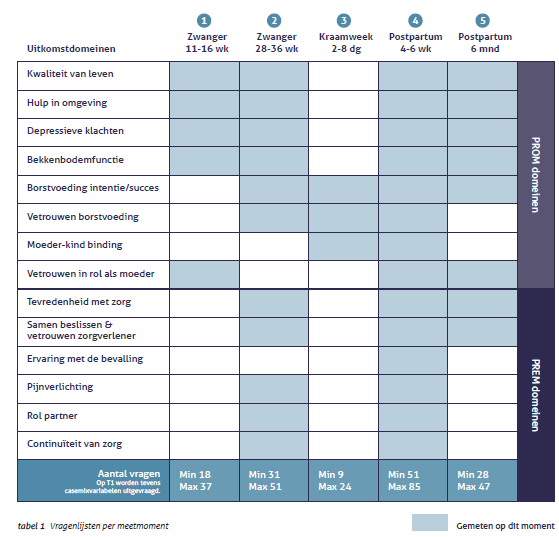 1 2 3 4 5
Uitkomstdomeinen
Zwanger
11-16 wk
Zwanger
28-36 wk
Kraamweek
2-8 dg
Postpartum
4-6 wk
Postpartum
6 mnd
Kwaliteit van leven
Hulp in omgeving
Depressieve klachten
Bekkenbodemfunctie
Borstvoeding intentie/succes
Vetrouwen borstvoeding
Moeder-kind binding
Vetrouwen in rol als moeder
PROM domeinen
Tevredenheid met zorg
Samen beslissen &
vetrouwen zorgverlener
Ervaring met de bevalling
Pijnverlichting
Rol partner
Continuïteit van zorg
PREM domeinen
Aantal vragen
Op T1 worden tevens
casemixvariabelen uitgevraagd.
Min 18
Max 37
Min 31
Max 51
Min 9
Max 24
Min 51
Max 85
Min 28
Max 47
tabel 1 Vragenlijsten per meetmoment
Gemeten op dit moment